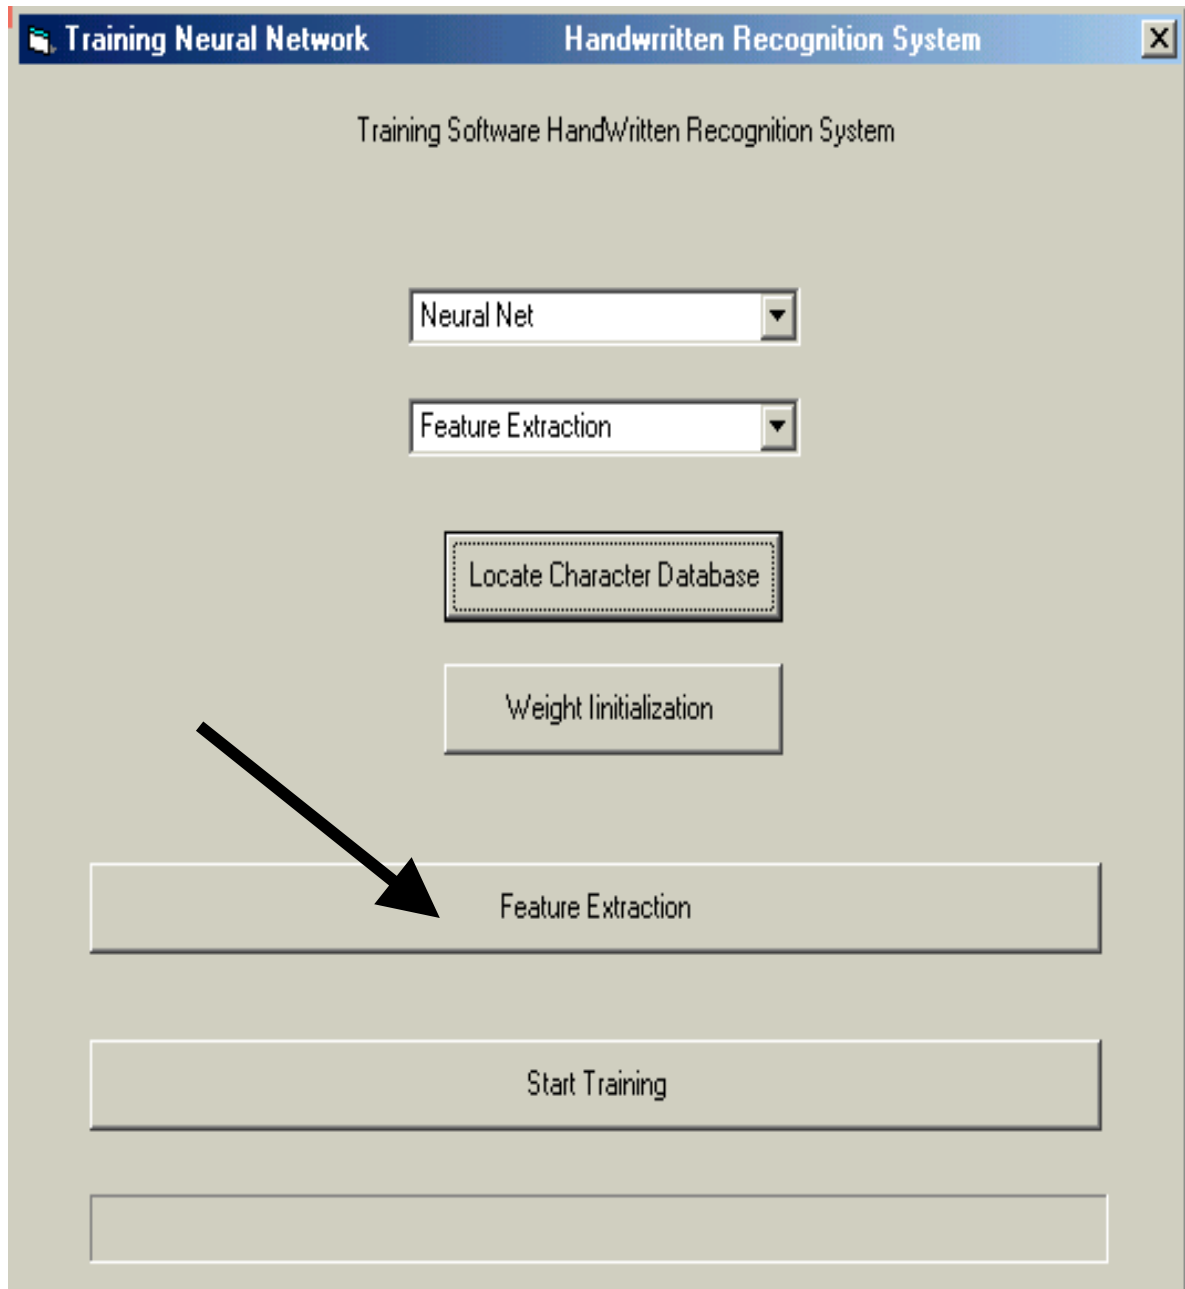 Training Neural Network Handwrritten Recognition System
Training Software HandWritten Recognition System
Neural Net
Feature Extraction
Locate Character Database
Weight Iinitialization
Feature Extraction
Start Training